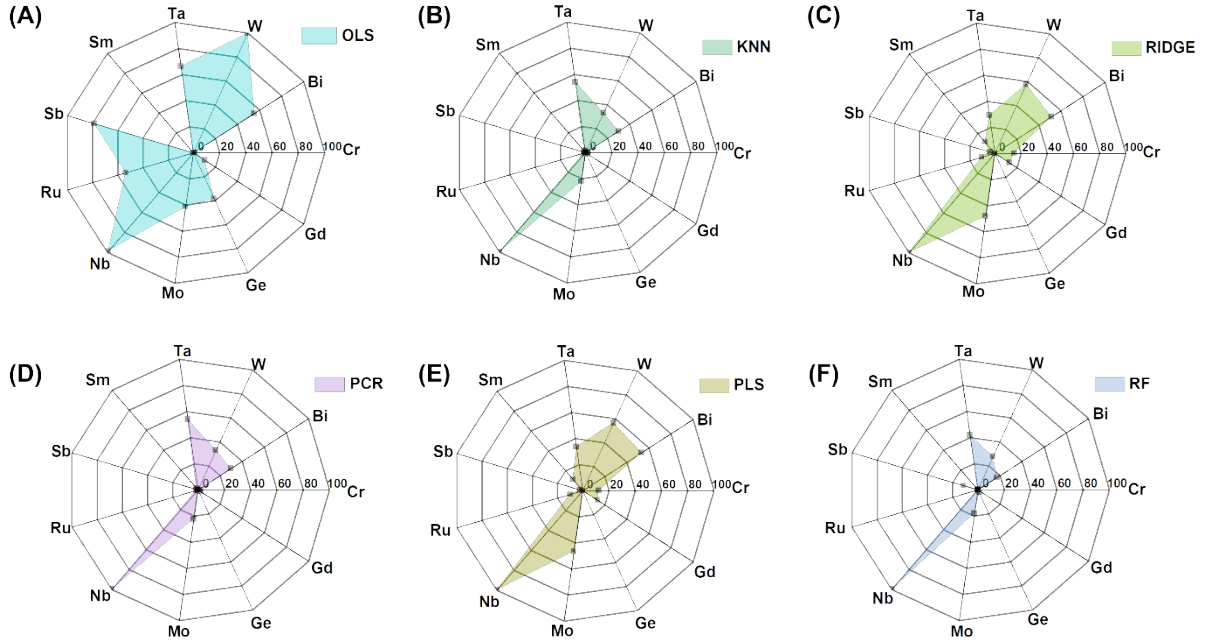 (A)
OLS
Ta
W
Bi
Cr
Gd
Ge
Mo
Nb
Ru
Sb
Sm
0 20 40 60 80 100
(B)
KNN
Ta
W
Bi
Cr
Gd
Ge
Mo
Nb
Ru
Sb
Sm
0 20 40 60 80 100
(C)
RIDGE
Ta
W
Bi
Cr
Gd
Ge
Mo
Nb
Ru
Sb
Sm
0 20 40 60 80 100
(D)
PCR
Ta
W
Bi
Cr
Gd
Ge
Mo
Nb
Ru
Sb
Sm
0 20 40 60 80 100
(E)
PLS
Ta
W
Bi
Cr
Gd
Ge
Mo
Nb
Ru
Sb
Sm
0 20 40 60 80 100
(F)
RF
Ta
W
Bi
Cr
Gd
Ge
Mo
Nb
Ru
Sb
Sm
0 20 40 60 80 100